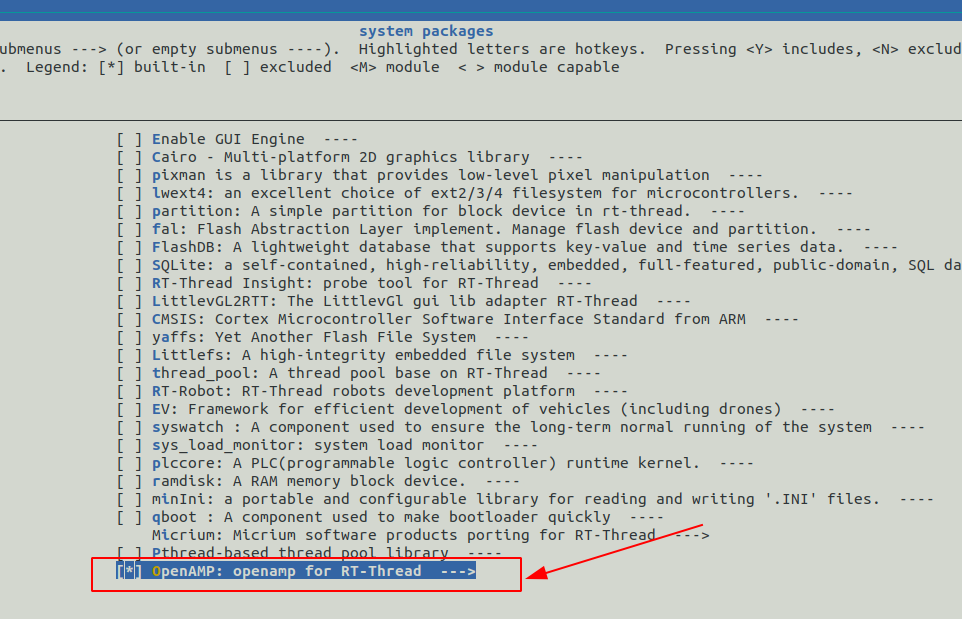 system packages
ubmenus ---> (or empty submenus ----).  Highlighted letters are hotkeys.  Pressing <Y> includes, <N> exclud
.  Legend: [*] built-in  [ ] excluded  <M> module  < > module capable
[ ] Enable GUI Engine  ----
[ ] Cairo - Multi-platform 2D graphics library  ----
[ ] pixman is a library that provides low-level pixel manipulation  ----
[ ] lwext4: an excellent choice of ext2/3/4 filesystem for microcontrollers.  ----
[ ] partition: A simple partition for block device in rt-thread.  ----
[ ] fal: Flash Abstraction Layer implement. Manage flash device and partition.  ----
[ ] FlashDB: A lightweight database that supports key-value and time series data.  ----
[ ] SQLite: a self-contained, high-reliability, embedded, full-featured, public-domain, SQL da
[ ] RT-Thread Insight: probe tool for RT-Thread  ----
[ ] LittlevGL2RTT: The LittlevGl gui lib adapter RT-Thread  ----
[ ] CMSIS: Cortex Microcontroller Software Interface Standard from ARM  ----
[ ] yaffs: Yet Another Flash File System  ----
[ ] Littlefs: A high-integrity embedded file system  ----
[ ] thread_pool: A thread pool base on RT-Thread  ----
[ ] RT-Robot: RT-Thread robots development platform  ----
[ ] EV: Framework for efficient development of vehicles (including drones)  ----
[ ] syswatch : A component used to ensure the long-term normal running of the system  ----
[ ] sys_load_monitor: system load monitor  ----
[ ] plccore: A PLC(programmable logic controller) runtime kernel.  ----
[ ] ramdisk: A RAM memory block device.  ----
[ ] minIni: a portable and configurable library for reading and writing '.INI' files.  ----
[ ] qboot : A component used to make bootloader quickly  ----
Micrium: Micrium software products porting for RT-Thread  --->
[ ] Pthread-based thread pool library  ----
[*] OpenAMP: openamp for RT-Thread  --->